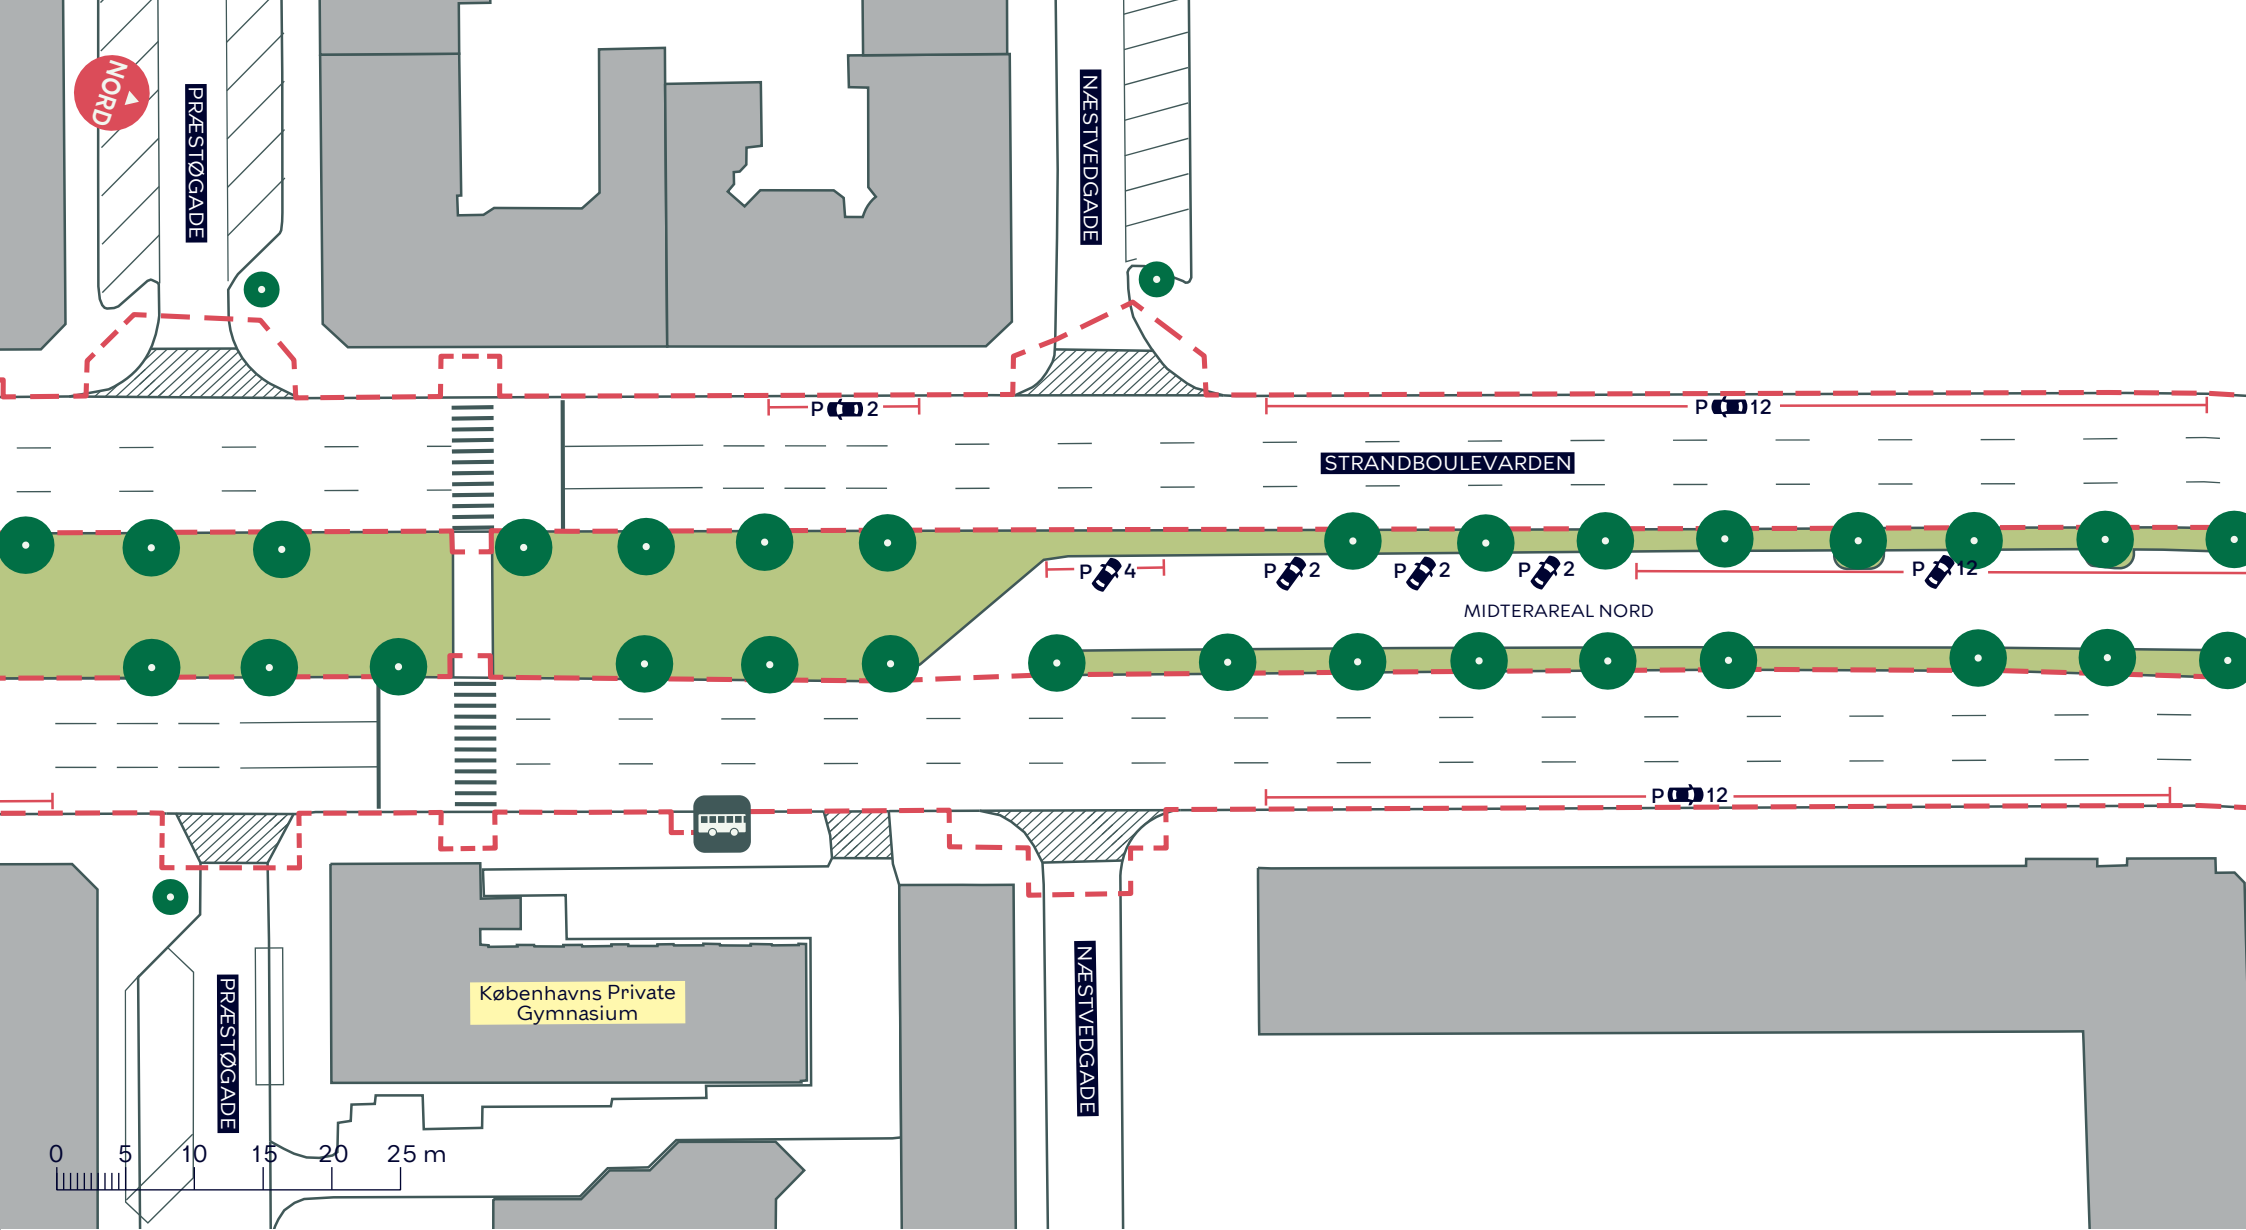 NORD
PRÆSTØGADE
NÆSTVEDGADE
P 2
P 12
STRANDBOULEVARDEN
P 4
P 2
P 2
P 2
P 12
MIDTERAREAL NORD
P 12
Københavns Private
Gymnasium
PRÆSTØGADE
NÆSTVEDGADE
0 5 10 15 20 25 m